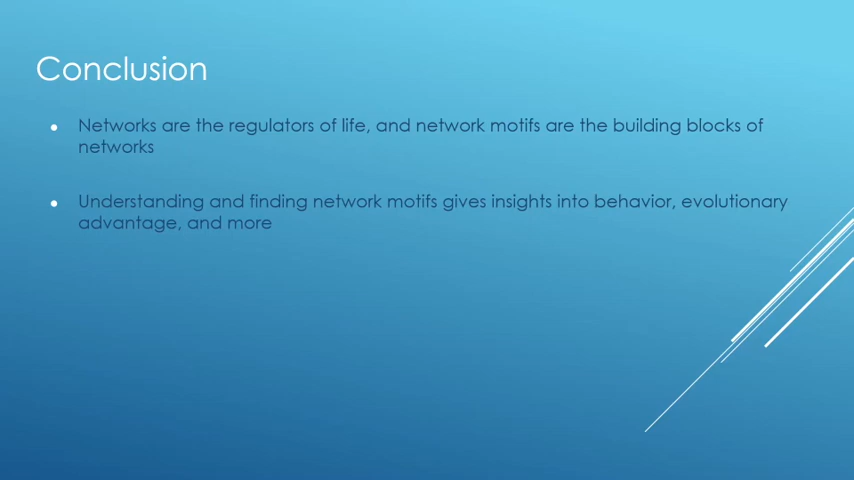 Conclusion
• Networks are the regulators of life, and network motifs are the building blocks of
networks
• Understanding and finding network motifs gives insights into behavior, evolutionary
advantage, and more